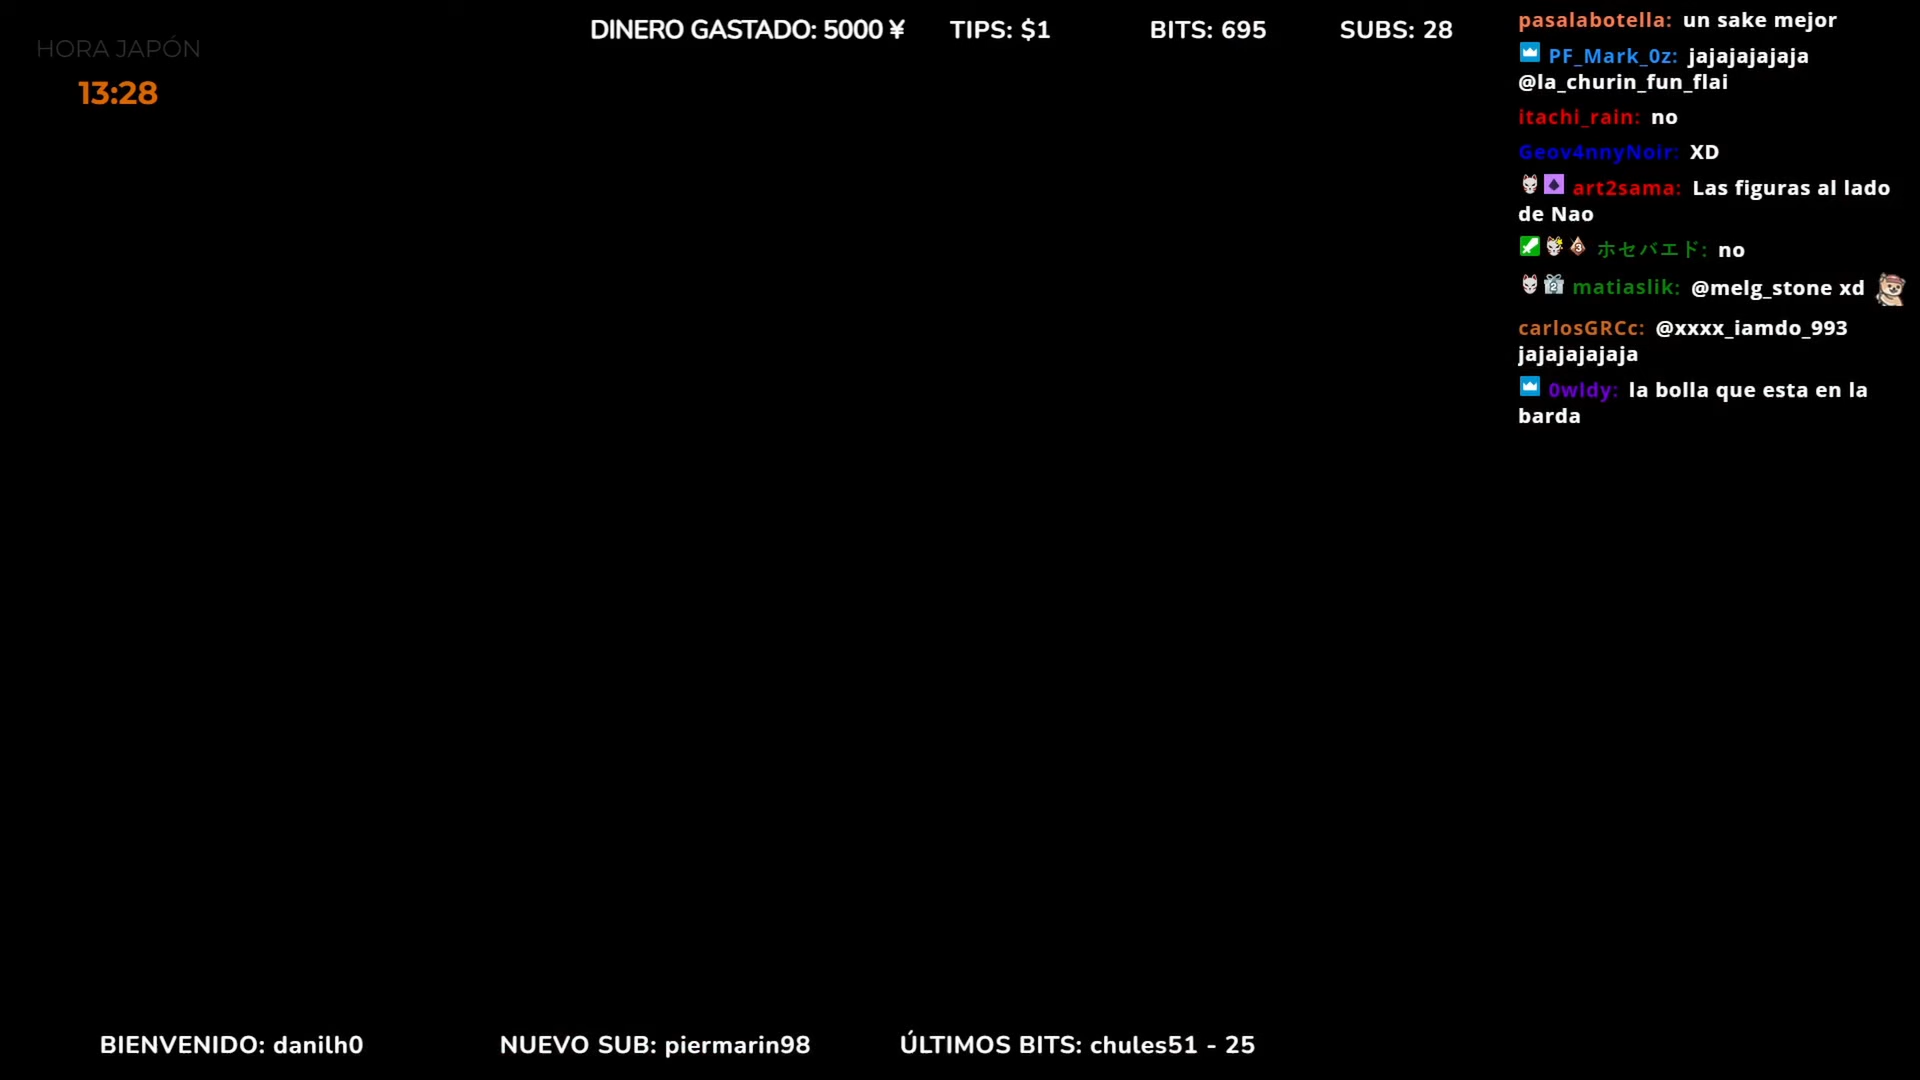 HORA JAPÓN
13:28
DINERO GASTADO: 5000 ¥
TIPS: $1
BITS: 695
SUBS: 28
pasalabotella: un sake mejor
PF_Mark_0z: jajajajajaja
@la_churin_fun_flai
itachi_rain: no
Geov4nnyNoir: XD
art2sama: Las figuras al lado
de Nao
ホセバエド: no
matiaslik: @melg_stone xd
carlosGRCc: @xxxx_iamdo_993
jajajajajaja
0wldy: la bolla que esta en la
barda
BIENVENIDO: danilh0
NUEVO SUB: piermarin98
ÚLTIMOS BITS: chules51 - 25